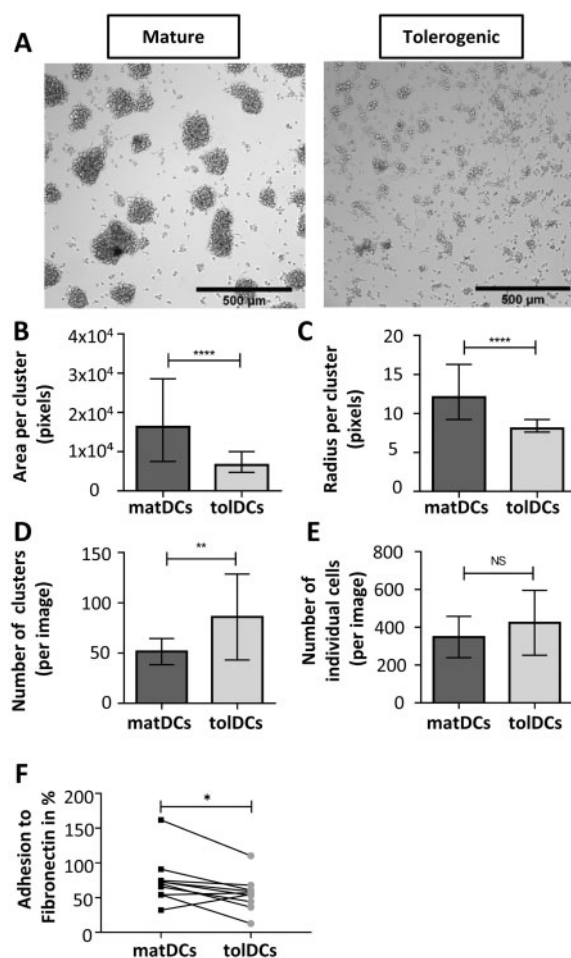 Mature
Tolerogenic
A
500 µm
500 µm
B
Area per cluster
(pixels)
4x10⁴
3x10⁴
2x10⁴
1x10⁴
0
****
matDCs
tolDCs
C
Radius per cluster
(pixels)
20
15
10
5
0
****
matDCs
tolDCs
D
Number of clusters
(per image)
150
100
50
0
**
matDCs
tolDCs
E
Number of
individual cells
(per image)
800
600
400
200
0
NS
matDCs
tolDCs
F
Adhesion to
Fibronectin in %
200
150
100
50
0
*
matDCs
tolDCs